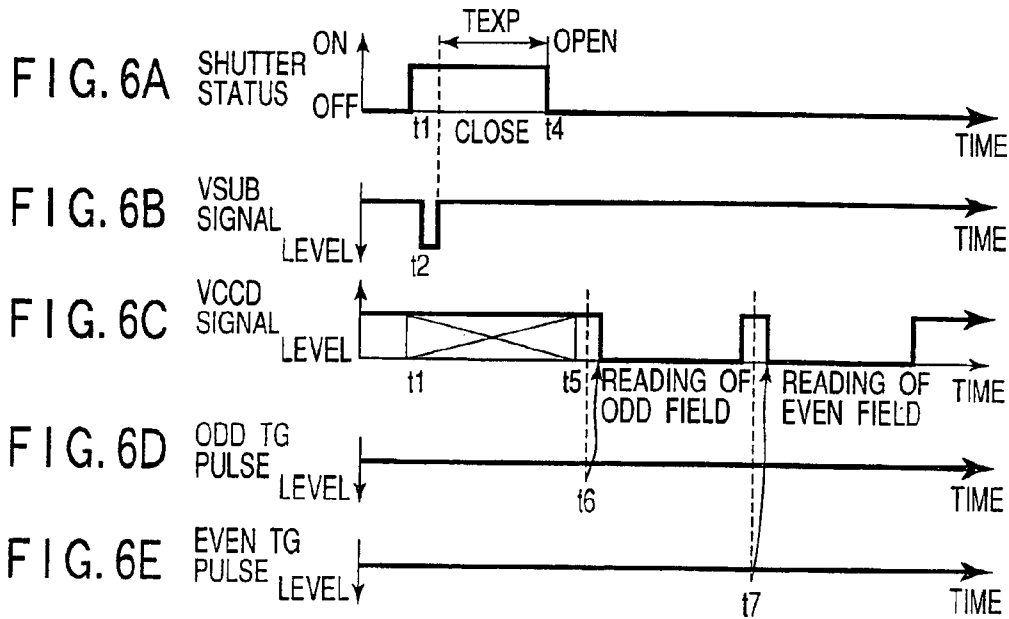 FIG. 6A
SHUTTER
STATUS
ON
OFF
TEXP
OPEN
t1
CLOSE
t4
TIME
FIG. 6B
VSUB
SIGNAL
LEVEL
t2
TIME
FIG. 6C
VCCD
SIGNAL
LEVEL
t1
t5
READING OF
ODD FIELD
READING OF
EVEN FIELD
TIME
FIG. 6D
ODD TG
PULSE
LEVEL
t6
TIME
FIG. 6E
EVEN TG
PULSE
LEVEL
t7
TIME